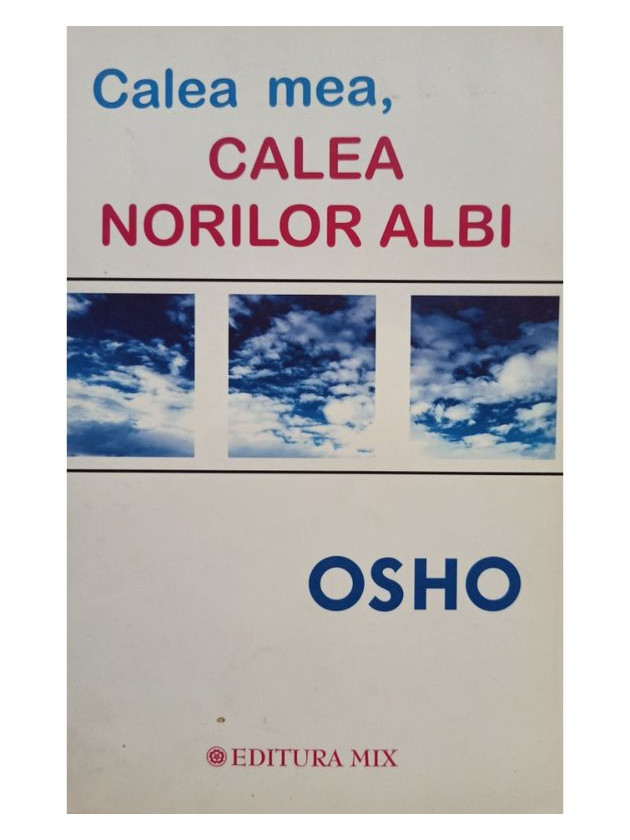 Calea mea,
CALEA
NORILOR ALBI
OSHO
EDITURA MIX